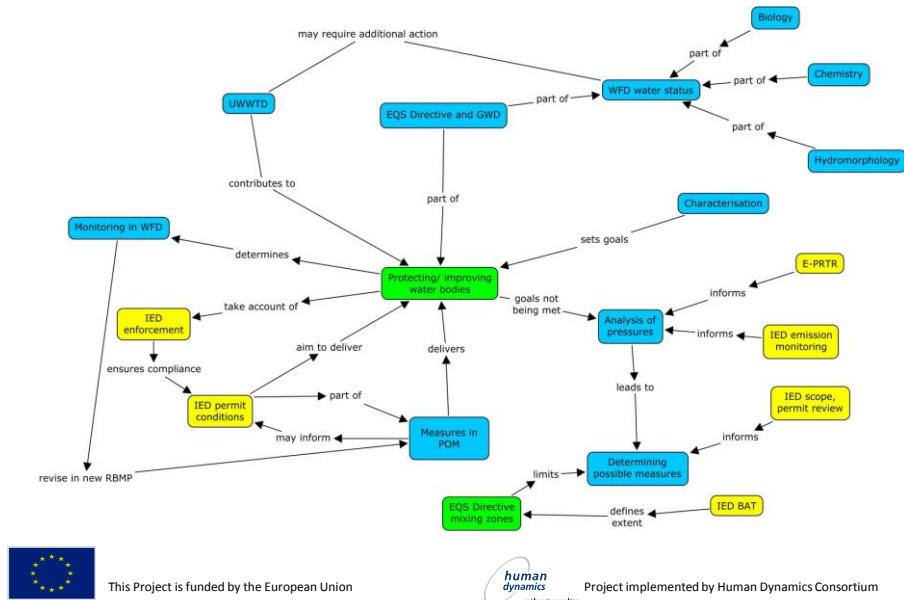 Biology
may require additional action
part of
Chemistry
part of
WFD water status
UWWTD
part of
EQS Directive and GWD
part of
Hydromorphology
contributes to
part of
Characterisation
Monitoring in WFD
sets goals
determines
E-PRTR
Protecting/ improving
water bodies
goals not
being met
informs
take account of
IED
enforcement
Analysis of
pressures
informs
IED emission
monitoring
aim to deliver
delivers
ensures compliance
leads to
IED permit
conditions
part of
IED scope,
permit review
Measures in
POM
may inform
informs
revise in new RBMP
Determining
possible measures
limits
EQS Directive
mixing zones
defines
extent
IED BAT
This Project is funded by the European Union
human
dynamics
Project implemented by Human Dynamics Consortium